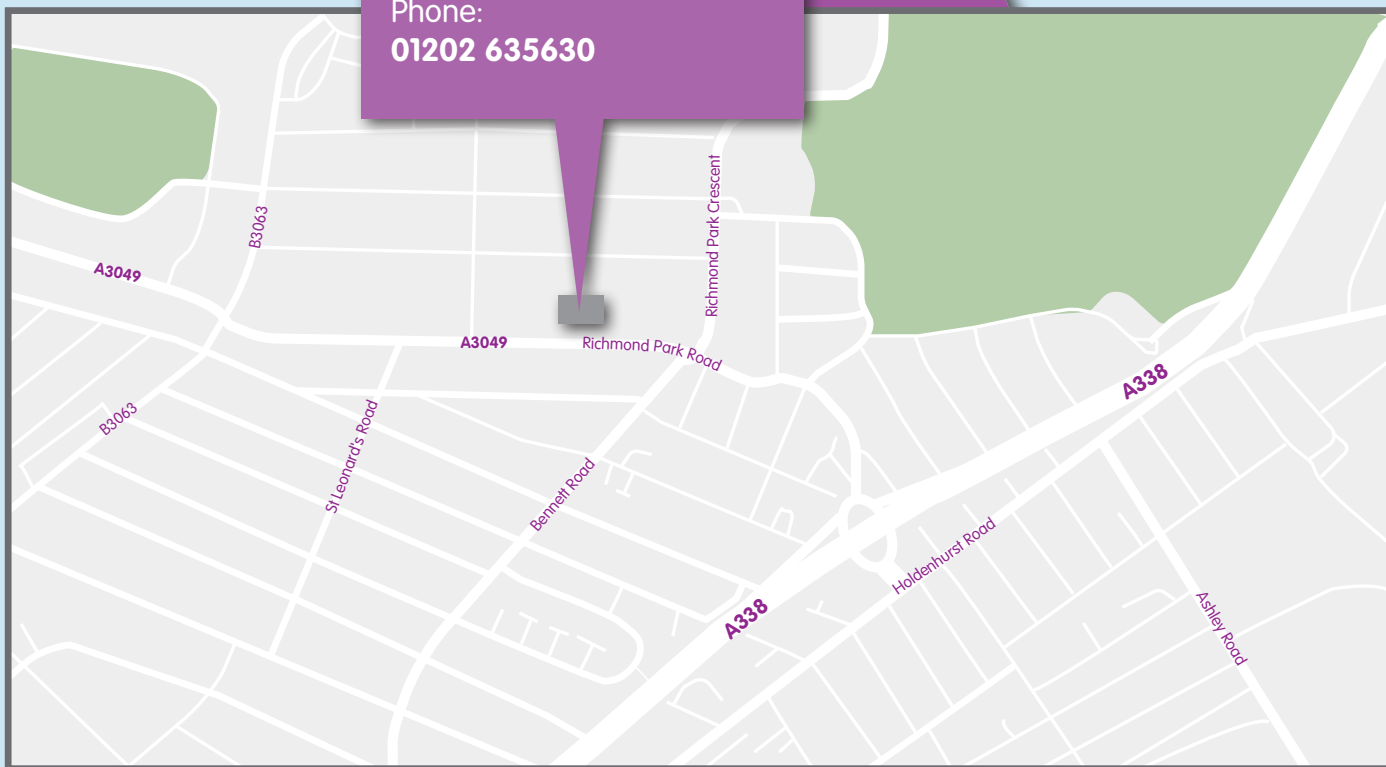 Phone:
01202 635630
B3063
Richmond Park Crescent
A3049
A3049
Richmond Park Road
A338
B3063
St Leonard's Road
Bennett Road
Holdenhurst Road
A338
Ashley Road